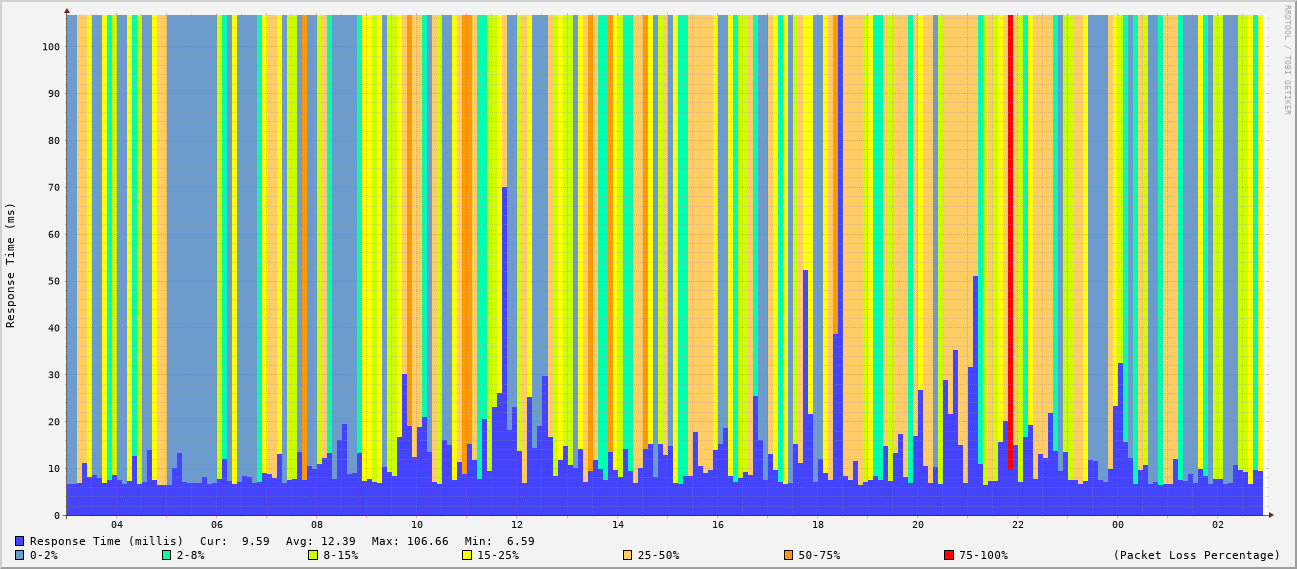 RRDTOOL / TOBI OETIKER
Response Time (ms)
100
90
80
70
60
50
40
30
20
10
0
04 06 08 10 12 14 16 18 20 22 00 02
Response Time (millis) Cur: 9.59 Avg: 12.39 Max: 106.66 Min: 6.59
0-2% 2-8% 8-15% 15-25% 25-50% 50-75% 75-100% (Packet Loss Percentage)